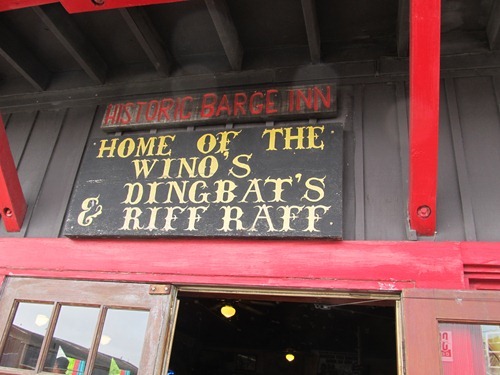 HISTORIC BARGE INN
HOME OF THE
WINO'S
DINGBAT'S
& RIFF RAFF